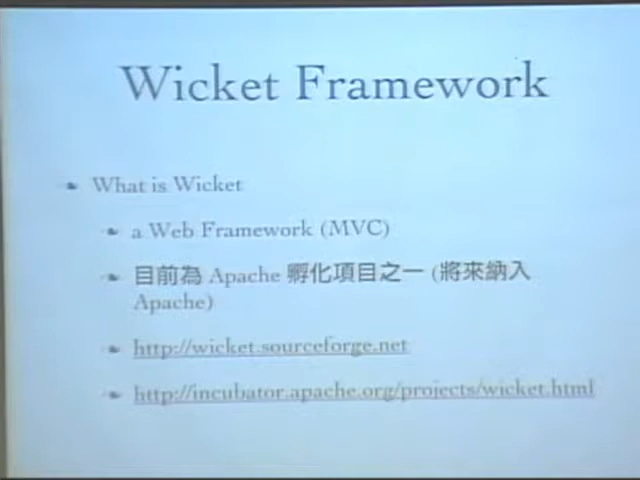 Wicket Framework
What is Wicket
a Web Framework (MVC)
目前為 Apache 孵化項目之一 (將來納入
Apache)
http://wicket.sourceforge.net
http://incubator.apache.org/projects/wicket.html